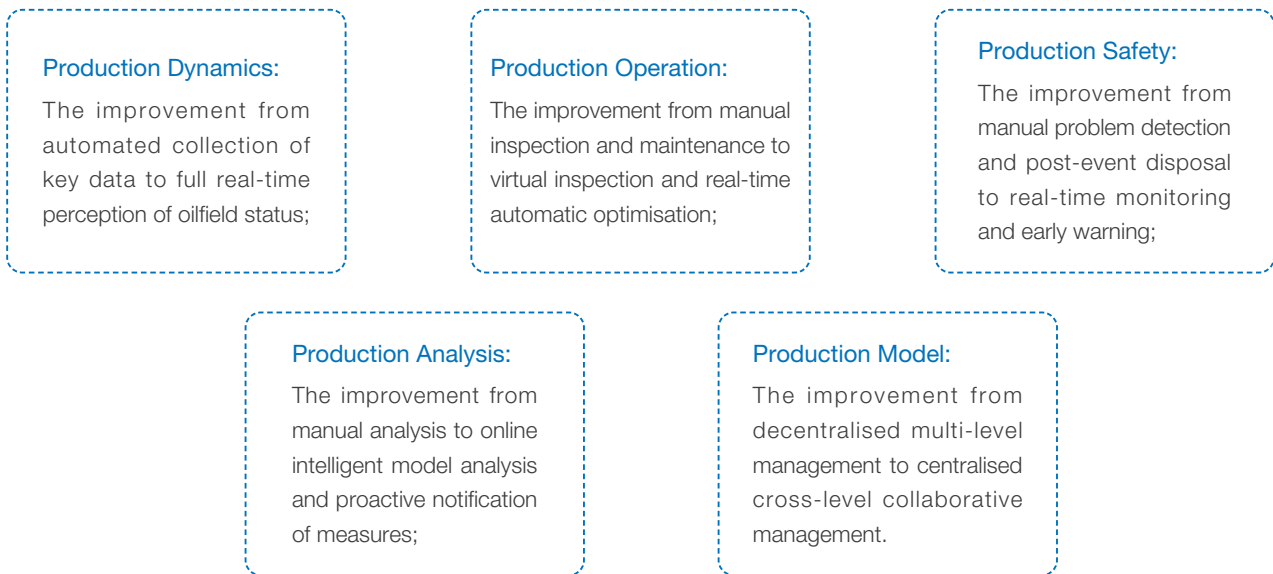 Production Dynamics:
The improvement from
automated collection of
key data to full real-time
perception of oilfield status;
Production Operation:
The improvement from manual
inspection and maintenance to
virtual inspection and real-time
automatic optimisation;
Production Safety:
The improvement from
manual problem detection
and post-event disposal
to real-time monitoring
and early warning;
Production Analysis:
The improvement from
manual analysis to online
intelligent model analysis
and proactive notification
of measures;
Production Model:
The improvement from
decentralised multi-level
management to centralised
cross-level collaborative
management.